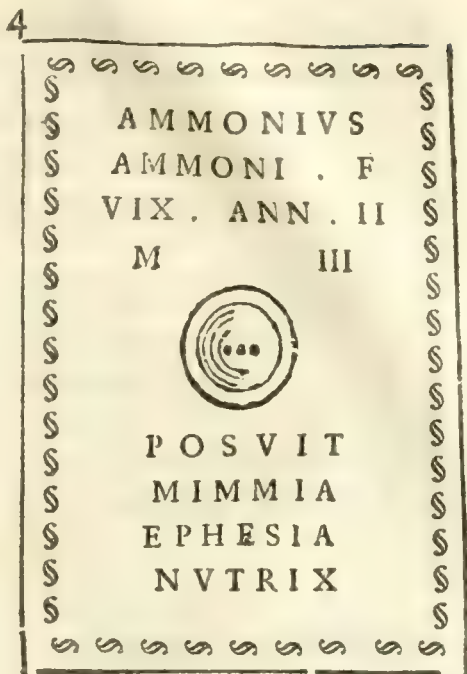 4
AMMONIVS
AMMONI . F
VIX . ANN . II
M III
POSVIT
MIMMIA
EPHESIA
NVTRIX